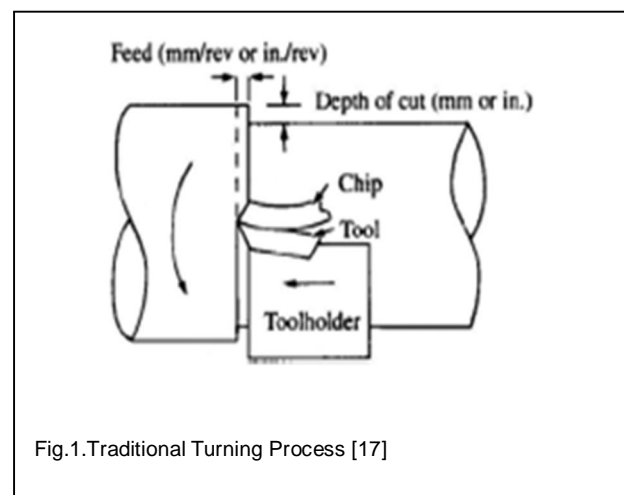 Feed (mm/rev or in./rev)
Depth of cut (mm or in.)
Chip
Tool
Toolholder
Fig.1.Traditional Turning Process [17]